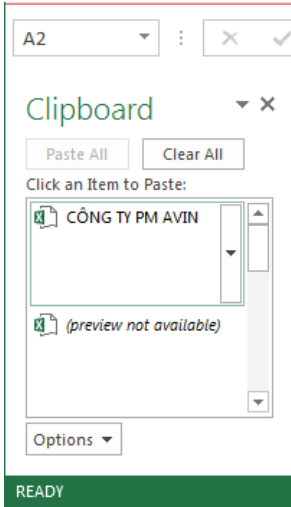 A2
Clipboard
Paste All Clear All
Click an Item to Paste:
CÔNG TY PM AVIN
(preview not available)
Options
READY